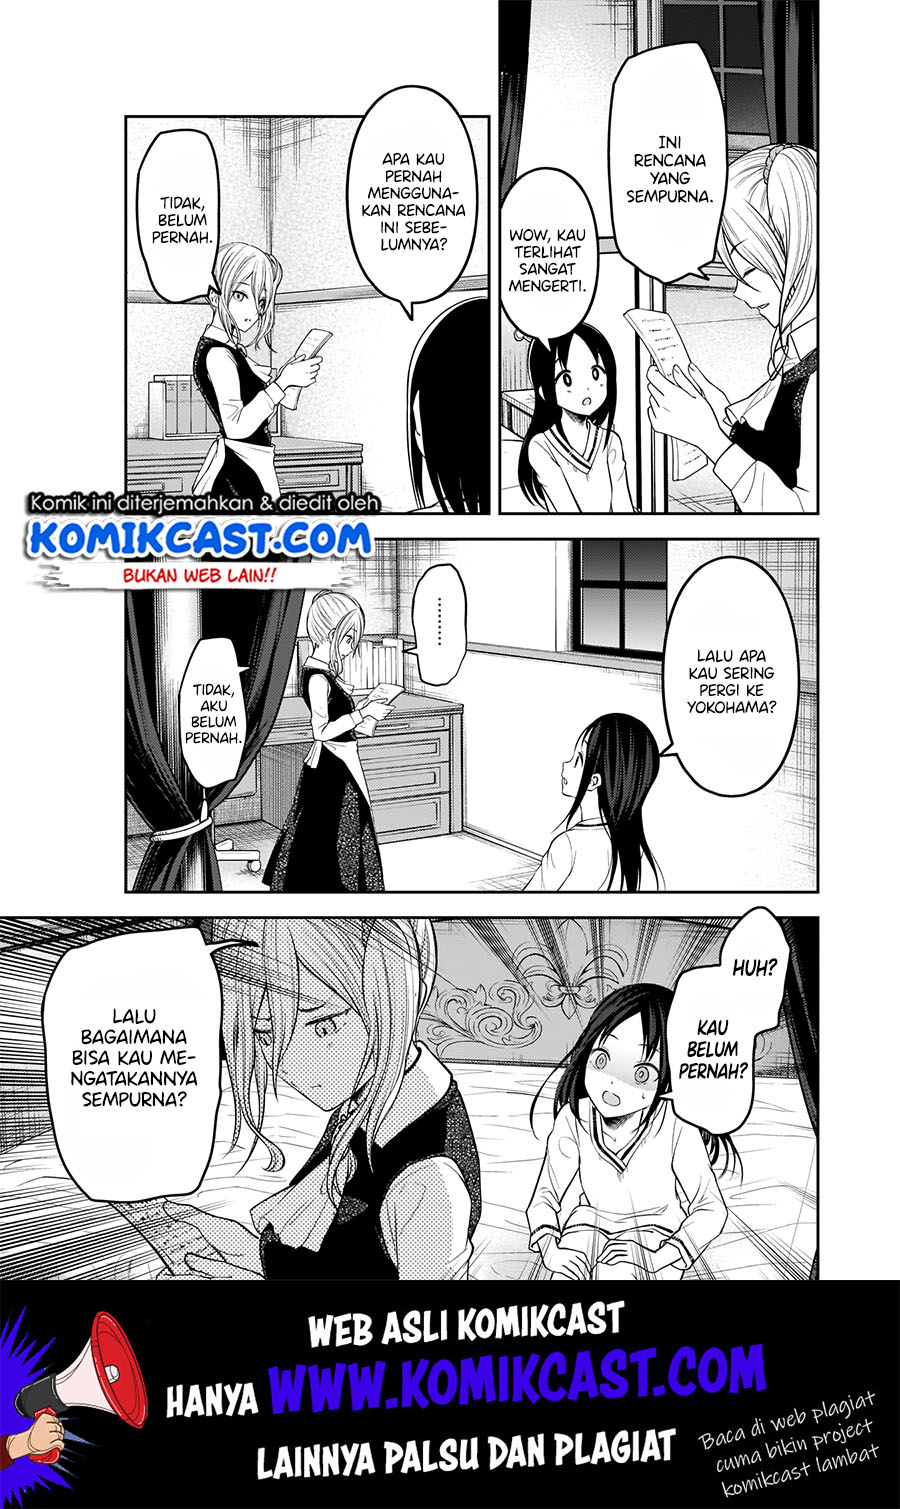 INI
RENCANA
YANG
SEMPURNA.
WOW, KAU
TERLIHAT
SANGAT
MENGERTI.
APA KAU
PERNAH
MENGGUNA-
KAN RENCANA
INI SEBE-
LUMNYA?
TIDAK,
BELUM
PERNAH.
Komik ini diterjemahkan & diedit oleh
KOMIKCAST.COM
BUKAN WEB LAIN!!
LALU APA
KAU SERING
PERGI KE
YOKOHAMA?
..........
TIDAK,
AKU
BELUM
PERNAH.
HUH?
KAU
BELUM
PERNAH?
LALU
BAGAIMANA
BISA KAU ME-
NGATAKANNYA
SEMPURNA?
WEB ASLI KOMIKCAST
HANYA WWW.KOMIKCAST.COM
LAINNYA PALSU DAN PLAGIAT
Baca di web plagiat
cuma bikin project
komikcast lambat